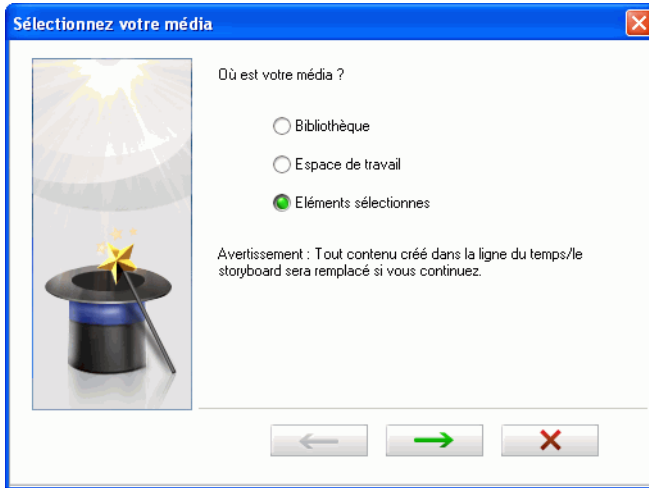 Sélectionnez votre média
Où est votre média ?
Bibliothèque
Espace de travail
Eléments sélectionnes
Avertissement : Tout contenu créé dans la ligne du temps/le
storyboard sera remplacé si vous continuez.